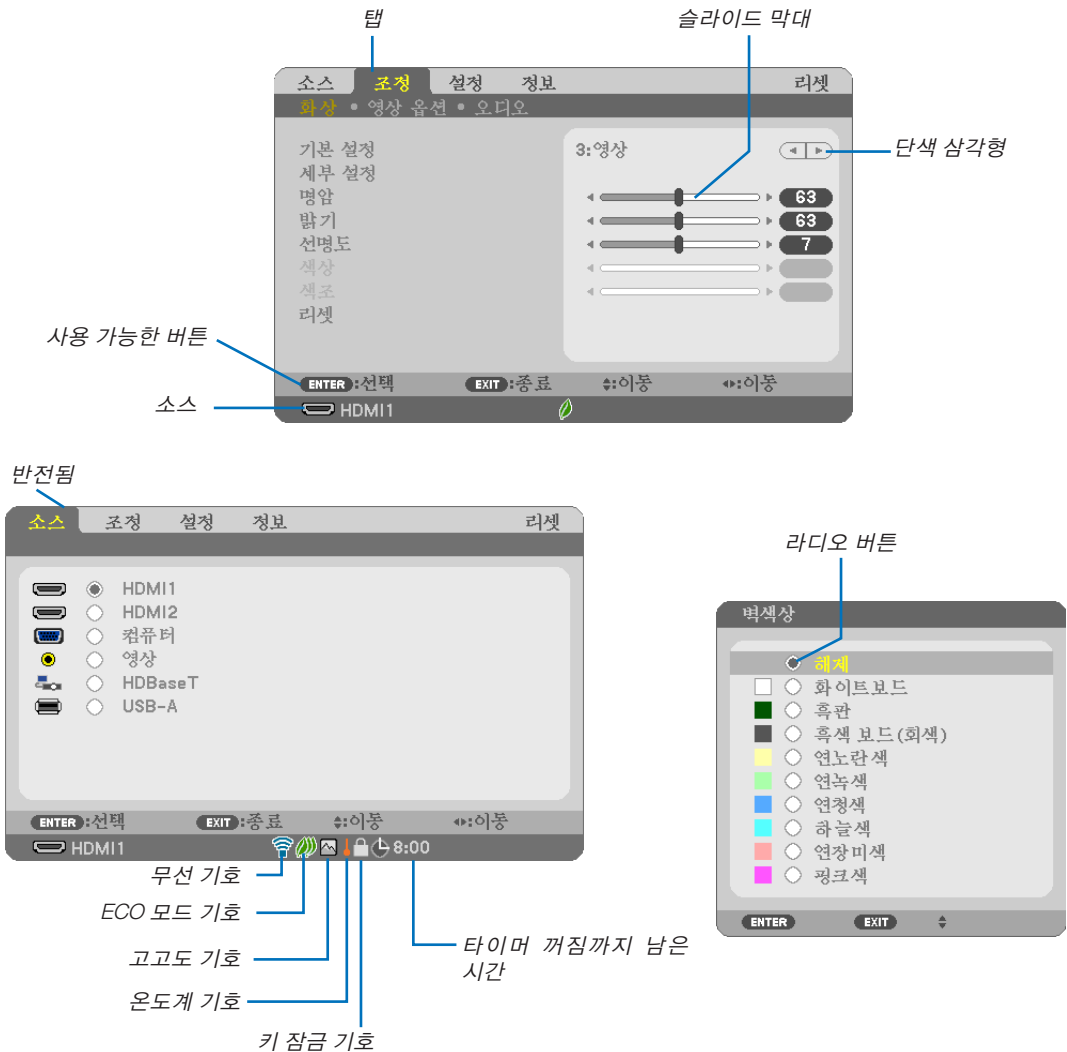 탭
슬라이드 막대
소스 조정 설정 정보 리셋
화상 • 영상 옵션 • 오디오
기본 설정
3:영상
단색 삼각형
세부 설정
명암 63
밝기 63
선명도 7
색상
색조
리셋
사용 가능한 버튼
ENTER:선택 EXIT:종료 :이동 :이동
소스
HDMI1
반전됨
소스 조정 설정 정보 리셋
HDMI1
HDMI2
컴퓨터
영상
HDBaseT
USB-A
ENTER:선택 EXIT:종료 :이동 :이동
HDMI1 8:00
무선 기호
ECO 모드 기호
고고도 기호
온도계 기호
키 잠금 기호
타이머 꺼짐까지 남은
시간
라디오 버튼
벽색상
해제
화이트보드
흑판
흑색 보드(회색)
연노란색
연녹색
연청색
하늘색
연장미색
핑크색
ENTER EXIT